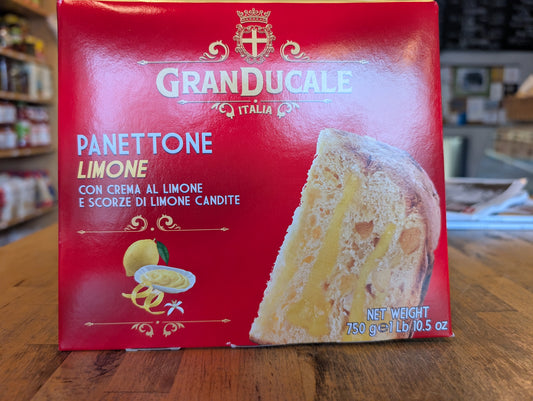 GRANDUCALE
ITALIA
PANETTONE
LIMONE
CON CREMA AL LIMONE
E SCORZE DI LIMONE CANDITE
NET WEIGHT
750 g℮1 Lb/10.5 oz